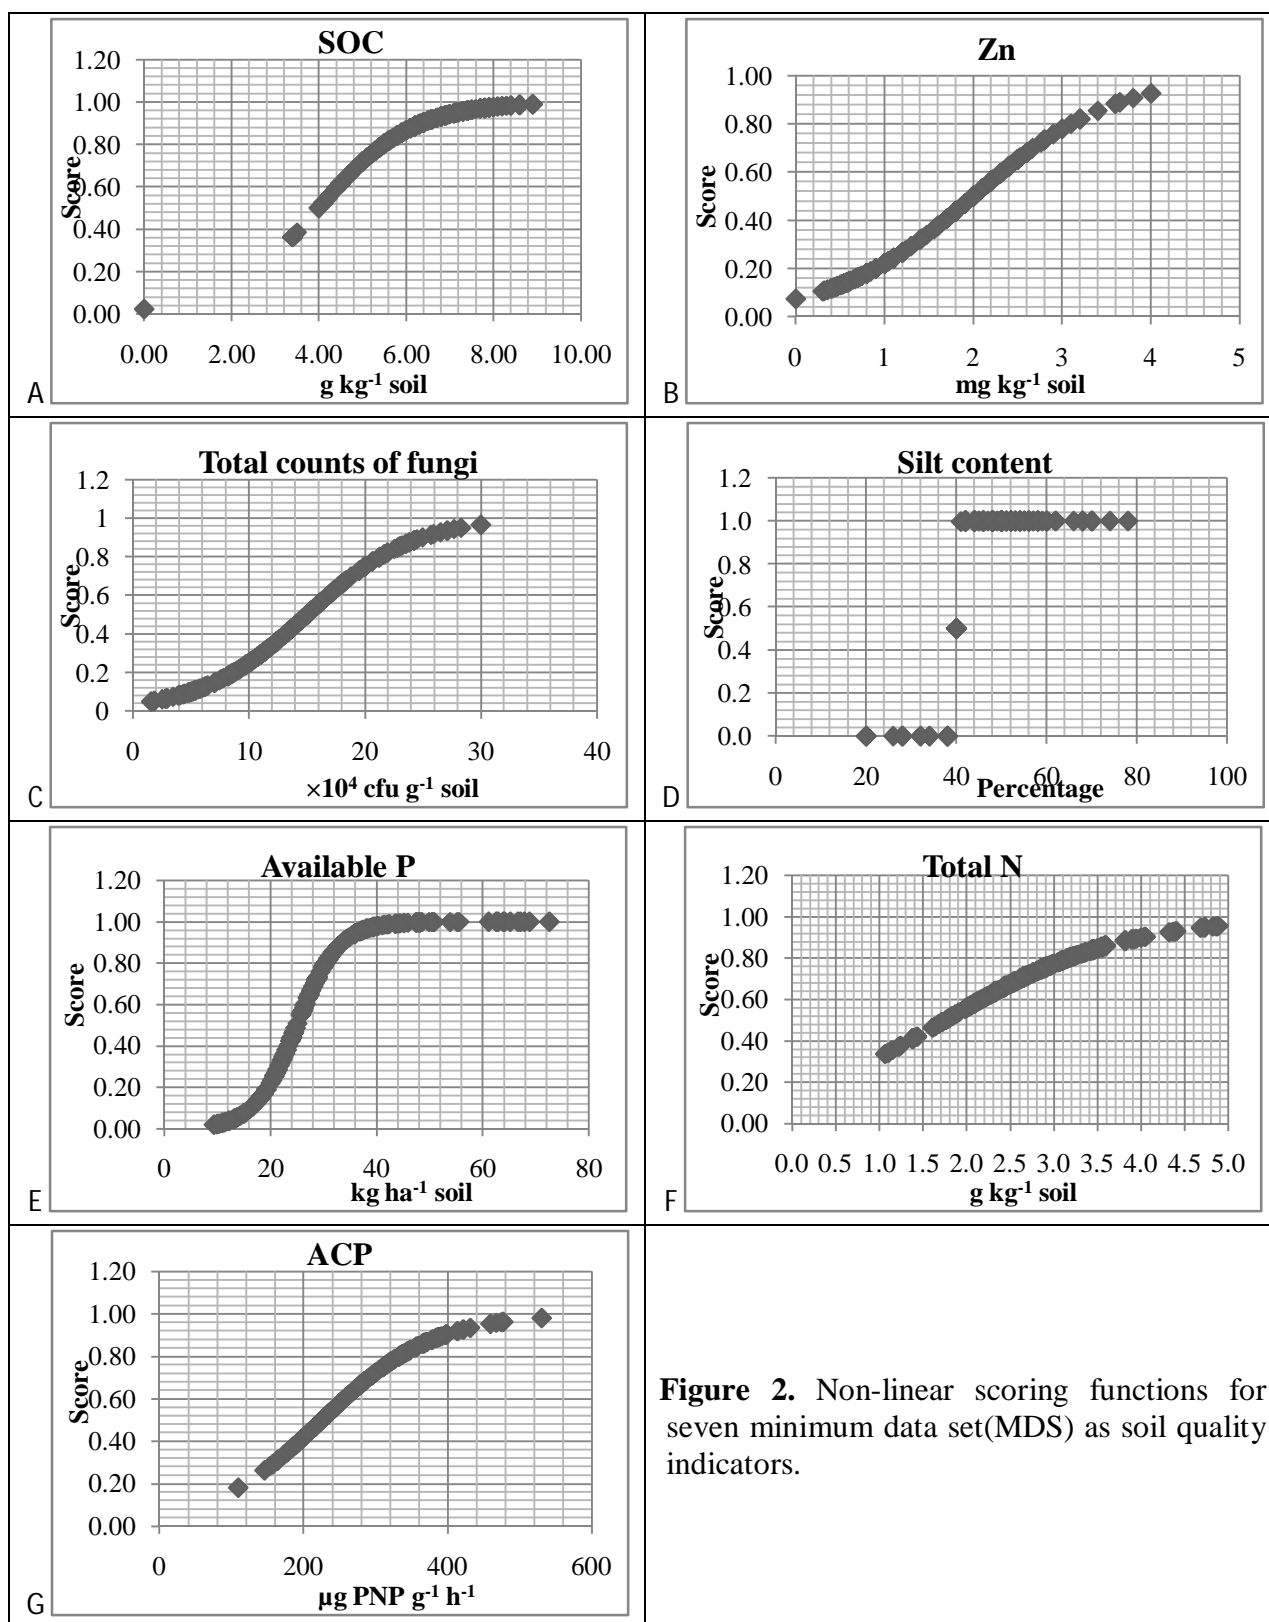 SOC
1.20
1.00
0.80
0.60
0.40
0.20
0.00
Score
0.00 2.00 4.00 6.00 8.00 10.00
g kg⁻¹ soil
A
Zn
1.00
0.80
0.60
0.40
0.20
0.00
Score
0 1 2 3 4 5
mg kg⁻¹ soil
B
Total counts of fungi
1.2
1
0.8
0.6
0.4
0.2
0
Score
0 10 20 30 40
×10⁴ cfu g⁻¹ soil
C
Silt content
1.2
1.0
0.8
0.6
0.4
0.2
0.0
Score
0 20 40 60 80 100
Percentage
D
Available P
1.20
1.00
0.80
0.60
0.40
0.20
0.00
Score
0 20 40 60 80
kg ha⁻¹ soil
E
Total N
1.20
1.00
0.80
0.60
0.40
0.20
0.00
Score
0.0 0.5 1.0 1.5 2.0 2.5 3.0 3.5 4.0 4.5 5.0
g kg⁻¹ soil
F
ACP
1.20
1.00
0.80
0.60
0.40
0.20
0.00
Score
0 200 400 600
µg PNP g⁻¹ h⁻¹
G
Figure 2. Non-linear scoring functions for
seven minimum data set(MDS) as soil quality
indicators.